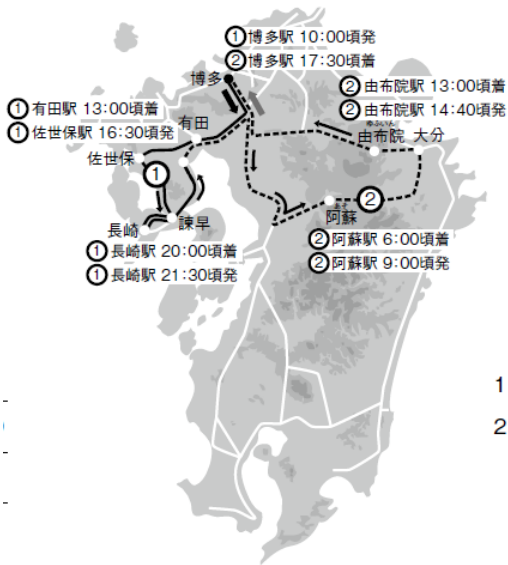 ①博多駅 10:00頃発
②博多駅 17:30頃着
博多
②由布院駅 13:00頃着
②由布院駅 14:40頃発
ゆふいん
由布院 大分
①有田駅 13:00頃着
①佐世保駅 16:30頃発
有田
佐世保
①
②
あそ
阿蘇
長崎
諫早
②阿蘇駅 6:00頃着
②阿蘇駅 9:00頃発
①長崎駅 20:00頃着
①長崎駅 21:30頃発
1
2